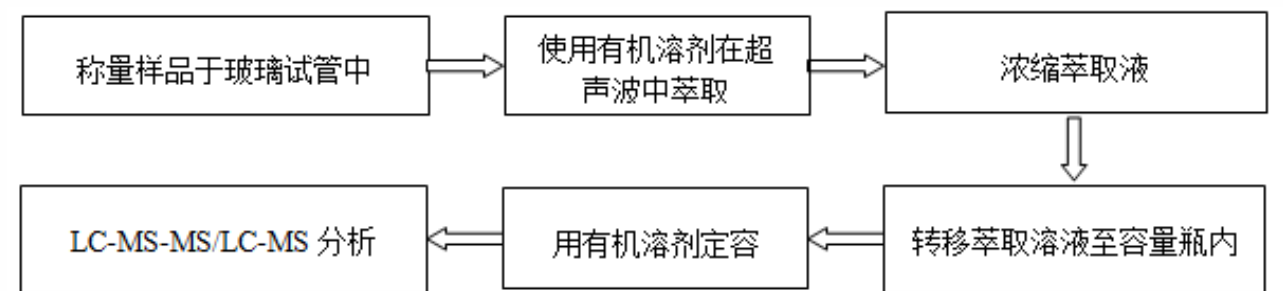 称量样品于玻璃试管中
使用有机溶剂在超
声波中萃取
浓缩萃取液
转移萃取溶液至容量瓶内
用有机溶剂定容
LC-MS-MS/LC-MS 分析